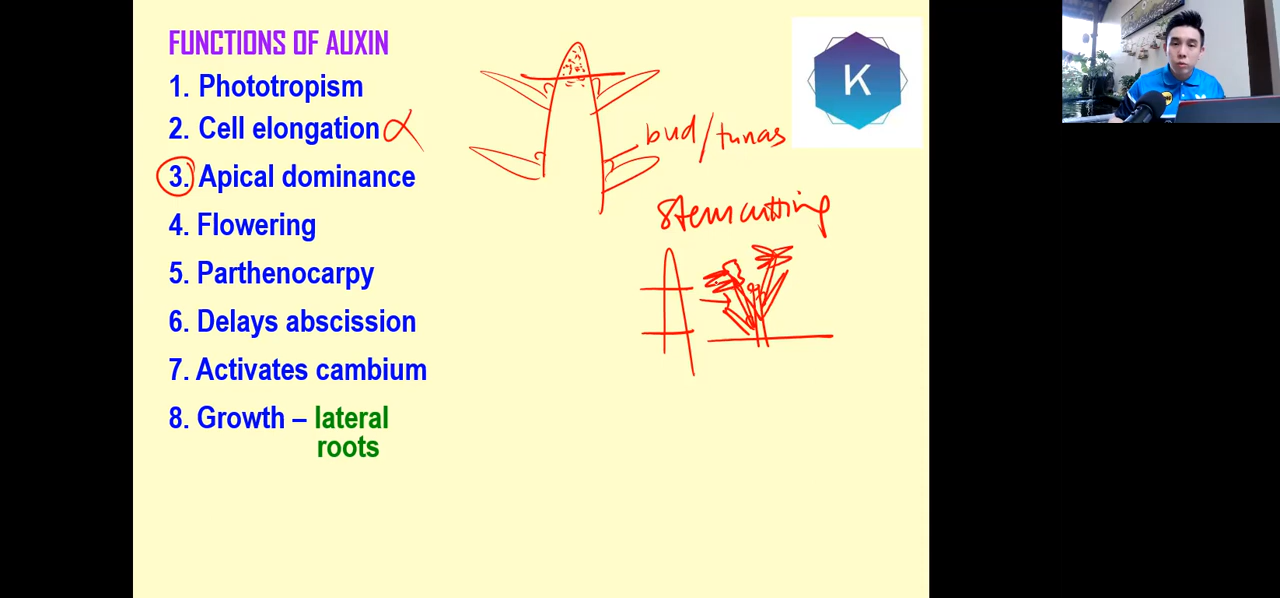 FUNCTIONS OF AUXIN
1. Phototropism
2. Cell elongation α
3. Apical dominance
4. Flowering
5. Parthenocarpy
6. Delays abscission
7. Activates cambium
8. Growth – lateral
roots
bud/tunas
stem cutting
K